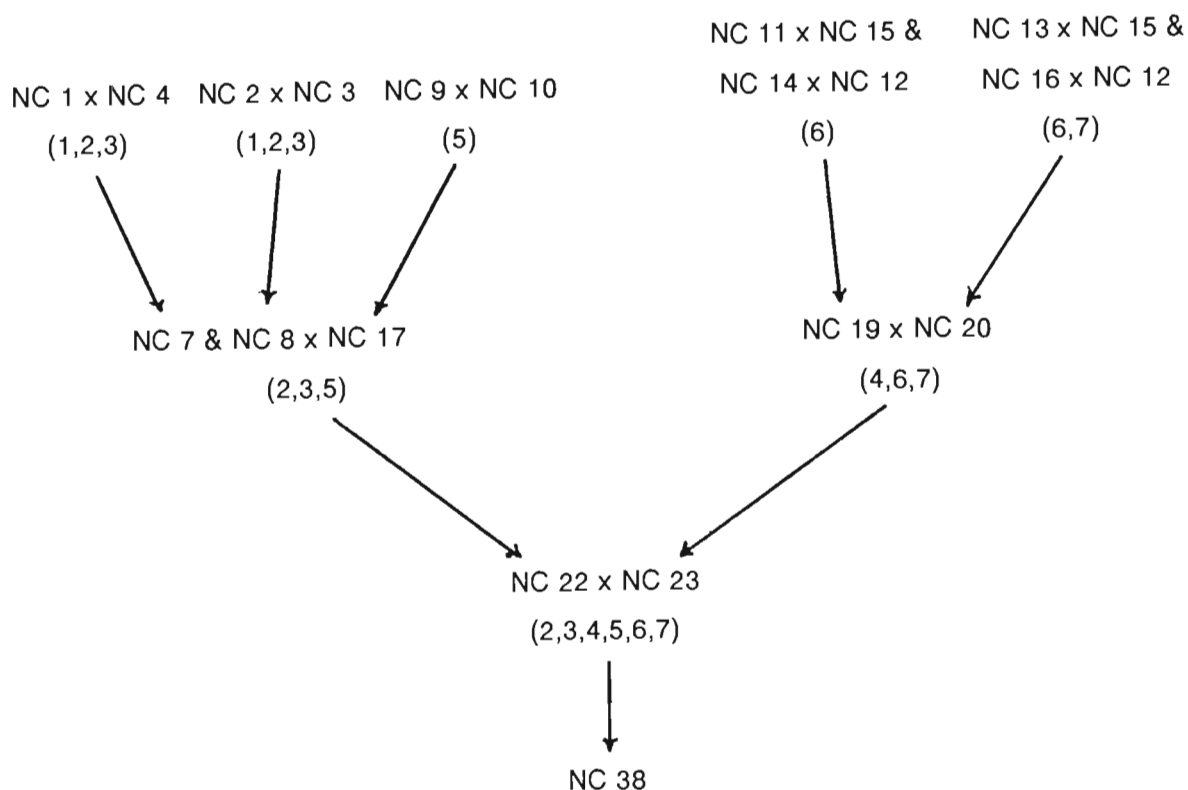 NC 11 x NC 15 & NC 13 x NC 15 &
NC 1 x NC 4 NC 2 x NC 3 NC 9 x NC 10 NC 14 x NC 12 NC 16 x NC 12
(1,2,3) (1,2,3) (5) (6) (6,7)
NC 7 & NC 8 x NC 17 NC 19 x NC 20
(2,3,5) (4,6,7)
NC 22 x NC 23
(2,3,4,5,6,7)
NC 38